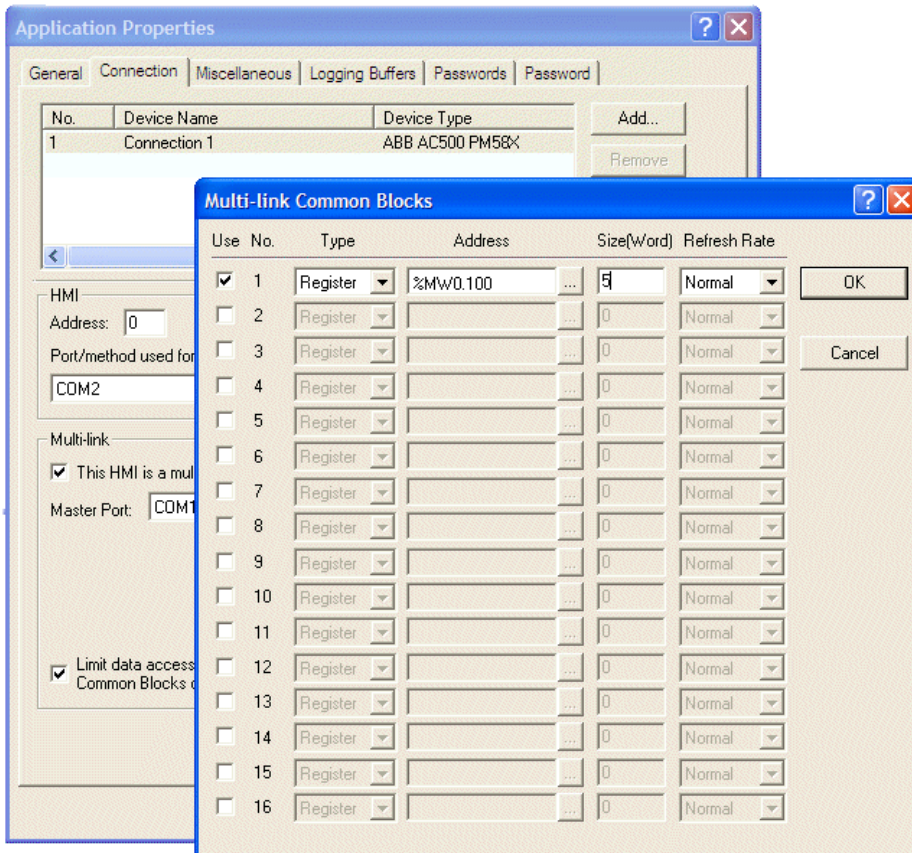 Application Properties
General Connection Miscellaneous Logging Buffers Passwords Password
No. Device Name Device Type
1 Connection 1 ABB AC500 PM58X
Add...
Remove
HMI
Address: 0
Port/method used for
COM2
Multi-link
This HMI is a mul
Master Port: COM1
Limit data access
Common Blocks
Multi-link Common Blocks
Use No. Type Address Size(Word) Refresh Rate
1 Register %MW0.100 ... 5 Normal
2 Register ... 0 Normal
3 Register ... 0 Normal
4 Register ... 0 Normal
5 Register ... 0 Normal
6 Register ... 0 Normal
7 Register ... 0 Normal
8 Register ... 0 Normal
9 Register ... 0 Normal
10 Register ... 0 Normal
11 Register ... 0 Normal
12 Register ... 0 Normal
13 Register ... 0 Normal
14 Register ... 0 Normal
15 Register ... 0 Normal
16 Register ... 0 Normal
OK
Cancel